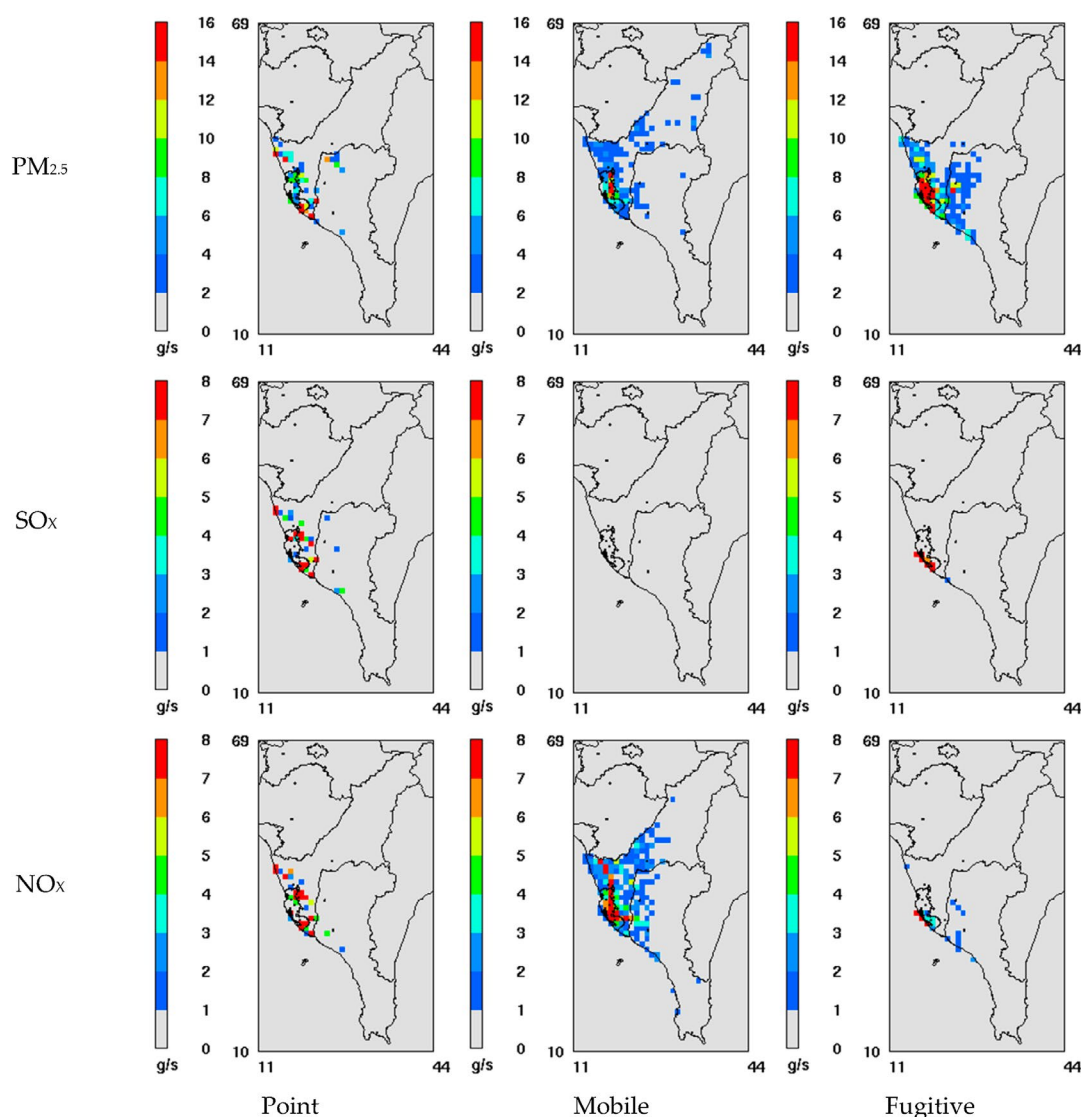 16 69 16 69 16 69
14 14 14
12 12 12
10 10 10
PM2.5 8 8 8
6 6 6
4 4 4
2 2 2
0 10 0 10 0 10
g/s 11 44 g/s 11 44 g/s 11 44
8 69 8 69 8 69
7 7 7
6 6 6
5 5 5
SOX 4 4 4
3 3 3
2 2 2
1 1 1
0 10 0 10 0 10
g/s 11 44 g/s 11 44 g/s 11 44
8 69 8 69 8 69
7 7 7
6 6 6
5 5 5
NOX 4 4 4
3 3 3
2 2 2
1 1 1
0 10 0 10 0 10
g/s 11 44 g/s 11 44 g/s 11 44
Point Mobile Fugitive